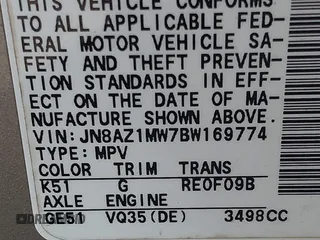 THIS VEHICLE CONFORMS
TO ALL APPLICABLE FED-
ERAL MOTOR VEHICLE SA-
FETY AND THEFT PREVEN-
TION STANDARDS IN EFF-
ECT ON THE DATE OF MA-
NUFACTURE SHOWN ABOVE.
VIN: JN8AZ1MW7BW169774
TYPE: MPV
COLOR TRIM TRANS
K51 G RE0F09B
AXLE ENGINE
GE51 VQ35(DE) 3498CC